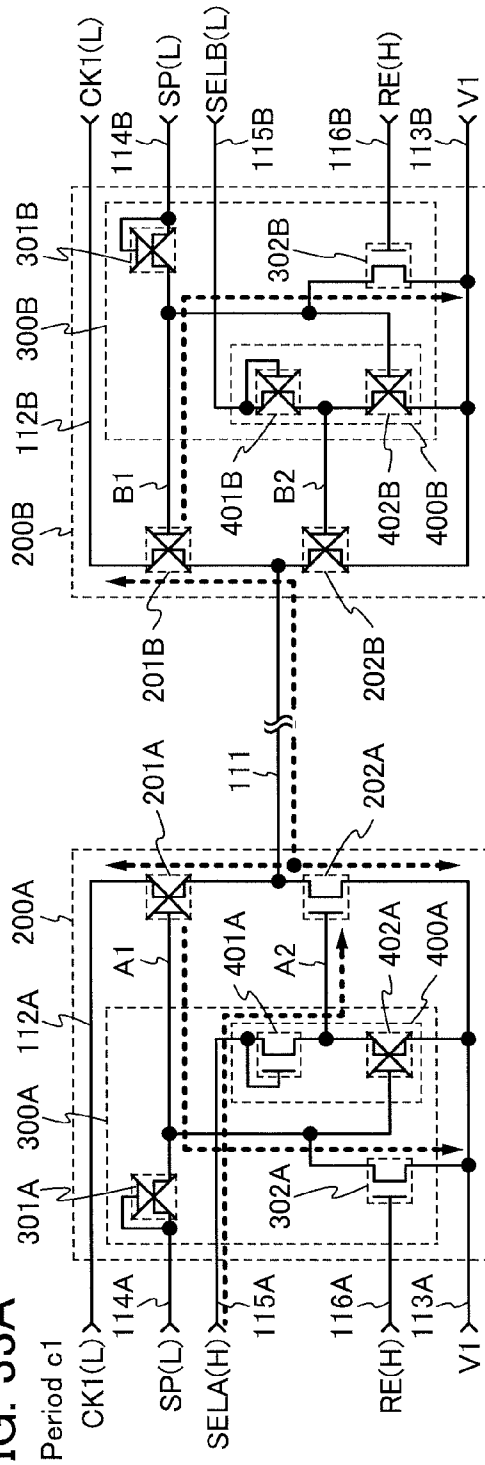 IG. 33A
Period c1
300A
301A
112A
200A
201A
111
201B
200B
112B
300B
301B
CK1(L)
CK1(L)
114A
A1
B1
114B
SP(L)
SP(L)
SELA(H)
SELB(L)
115A
401A
401B
115B
A2
B2
302A
302B
116A
116B
RE(H)
RE(H)
402A
202A
202B
402B
113A
400A
400B
113B
V1
V1